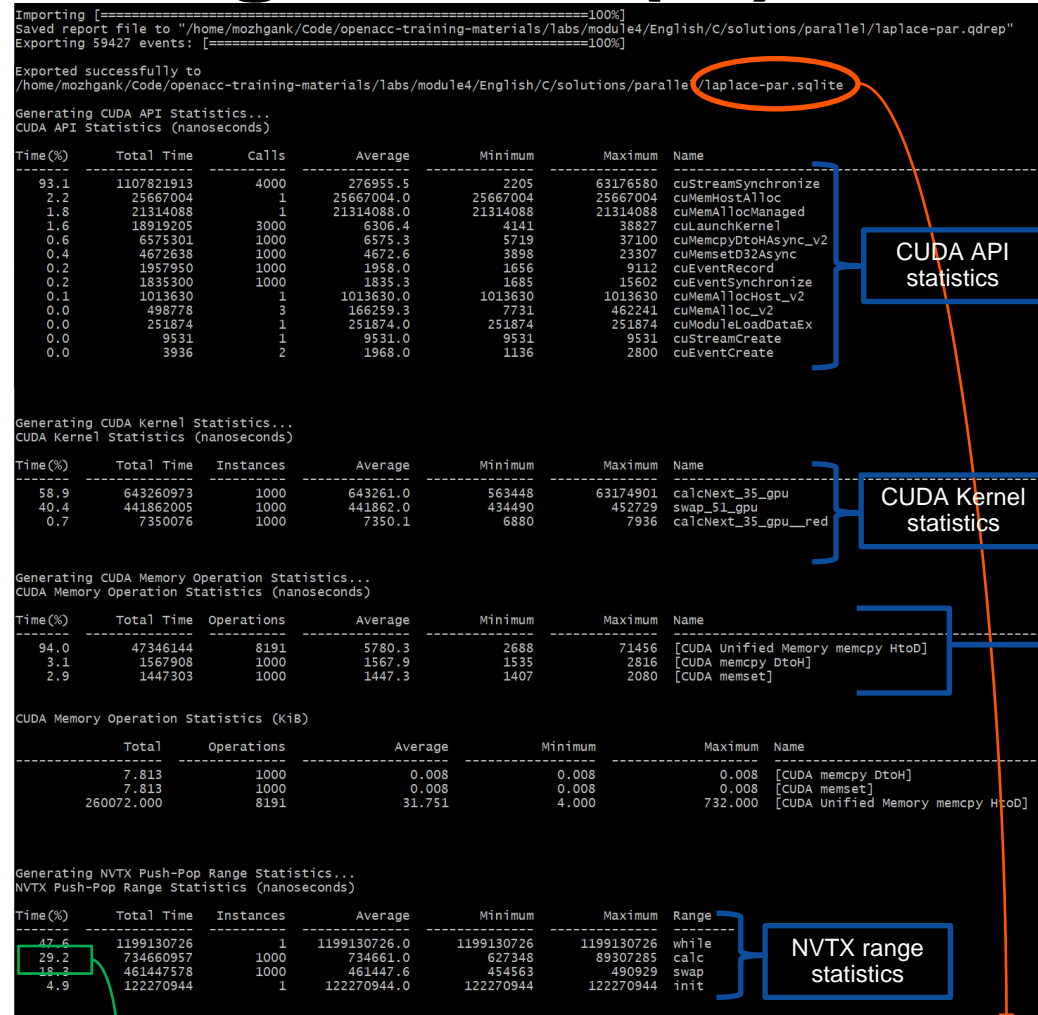 Importing [==========================================================100%]
Saved report file to "/home/mozhgank/Code/openacc-training-materials/labs/module4/English/C/solutions/parallel/laplace-par.qdrep"
Exporting 59427 events: [=============================================100%]
Exported successfully to
/home/mozhgank/Code/openacc-training-materials/labs/module4/English/C/solutions/parallel/laplace-par.sqlite
Generating CUDA API Statistics...
CUDA API Statistics (nanoseconds)
Time(%) Total Time Calls Average Minimum Maximum Name
93.1 1107821913 4000 276955.5 2205 63176580 cuStreamSynchronize
2.2 25667004 1 25667004.0 25667004 25667004 cuMemHostAlloc
1.8 21314088 1 21314088.0 21314088 21314088 cuMemAllocManaged
1.6 18919205 3000 6306.4 4141 38827 cuLaunchKernel
0.6 6575301 1000 6575.3 5719 37100 cuMemcpyDtoHAsync_v2
0.4 4672638 1000 4672.6 3898 23307 cuMemsetD32Async
0.2 1957950 1000 1958.0 1656 9112 cuEventRecord
0.2 1835300 1000 1835.3 1685 15602 cuEventSynchronize
0.1 1013630 1 1013630.0 1013630 1013630 cuMemAllocHost_v2
0.0 498778 3 166259.3 7731 462241 cuMemAlloc_v2
0.0 251874 1 251874.0 251874 251874 cuModuleLoadDataEx
0.0 9531 1 9531.0 9531 9531 cuStreamCreate
0.0 3936 2 1968.0 1136 2800 cuEventCreate
CUDA API
statistics
Generating CUDA Kernel Statistics...
CUDA Kernel Statistics (nanoseconds)
Time(%) Total Time Instances Average Minimum Maximum Name
58.9 643260973 1000 643261.0 563448 63174901 calcNext_35_gpu
40.4 441862005 1000 441862.0 434490 452729 swap_51_gpu
0.7 7350076 1000 7350.1 6880 7936 calcNext_35_gpu__red
CUDA Kernel
statistics
Generating CUDA Memory Operation Statistics...
CUDA Memory Operation Statistics (nanoseconds)
Time(%) Total Time Operations Average Minimum Maximum Name
94.0 47346144 8191 5780.3 2688 71456 [CUDA Unified Memory memcpy HtoD]
3.1 1567908 1000 1567.9 1535 2816 [CUDA memcpy DtoH]
2.9 1447303 1000 1447.3 1407 2080 [CUDA memset]
CUDA Memory Operation Statistics (KiB)
Total Operations Average Minimum Maximum Name
7.813 1000 0.008 0.008 0.008 [CUDA memcpy DtoH]
7.813 1000 0.008 0.008 0.008 [CUDA memset]
260072.000 8191 31.751 4.000 732.000 [CUDA Unified Memory memcpy HtoD]
Generating NVTX Push-Pop Range Statistics...
NVTX Push-Pop Range Statistics (nanoseconds)
Time(%) Total Time Instances Average Minimum Maximum Range
47.6 1199130726 1 1199130726.0 1199130726 1199130726 while
29.2 734660957 1000 734661.0 627348 89307285 calc
18.3 461447578 1000 461447.6 454563 490929 swap
4.9 122270944 1 122270944.0 122270944 122270944 init
NVTX range
statistics